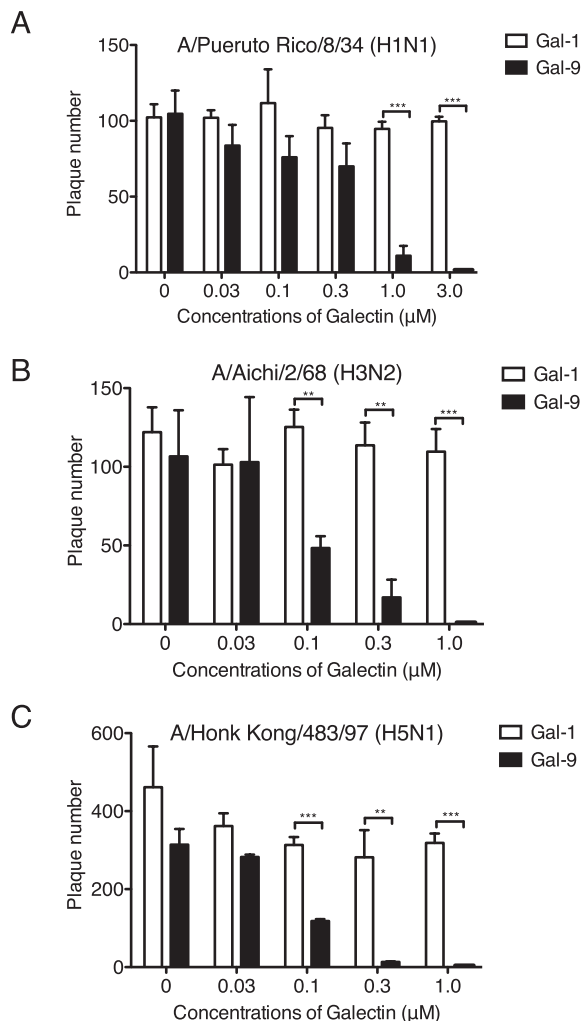 A
A/Pueruto Rico/8/34 (H1N1)
Gal-1
Gal-9
150
100
50
0
Plaque number
***
***
0 0.03 0.1 0.3 1.0 3.0
Concentrations of Galectin (μM)
B
A/Aichi/2/68 (H3N2)
Gal-1
Gal-9
150
100
50
0
Plaque number
**
**
***
0 0.03 0.1 0.3 1.0
Concentrations of Galectin (μM)
C
A/Honk Kong/483/97 (H5N1)
Gal-1
Gal-9
600
400
200
0
Plaque number
***
**
***
0 0.03 0.1 0.3 1.0
Concentrations of Galectin (μM)